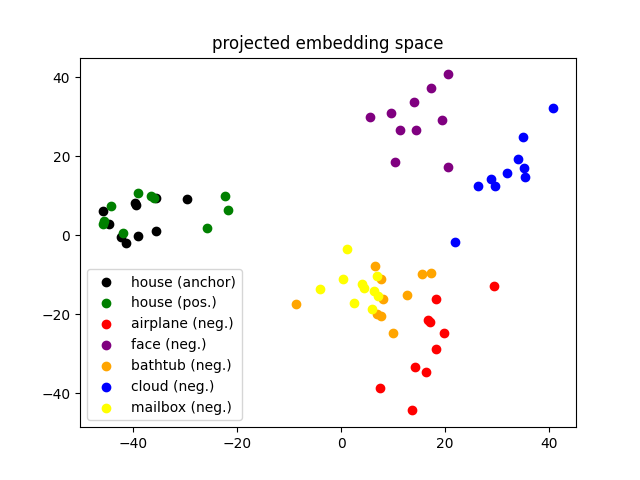 projected embedding space
40
20
0
−20
−40
house (anchor)
house (pos.)
airplane (neg.)
face (neg.)
bathtub (neg.)
cloud (neg.)
mailbox (neg.)
−40
−20
0
20
40